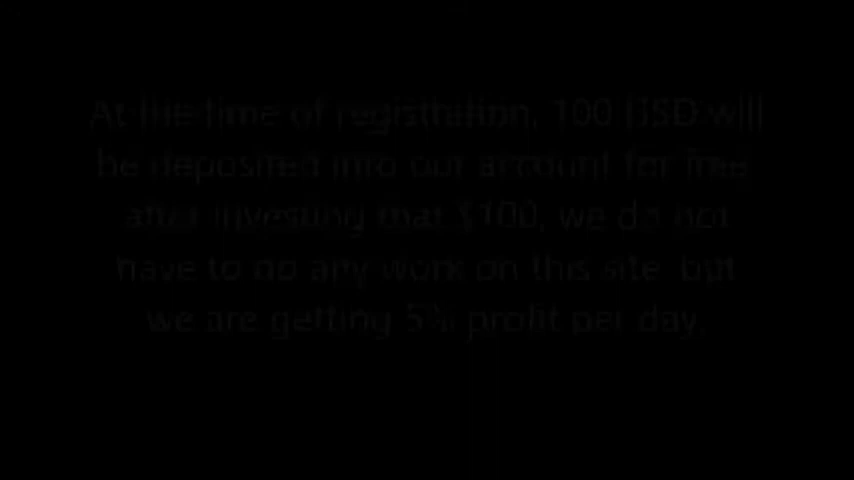 At the time of registration, 100 USD will
be deposited into our account for free.
after investing that $100, we do not
have to do any work on this site, but
we are getting 5% profit per day.